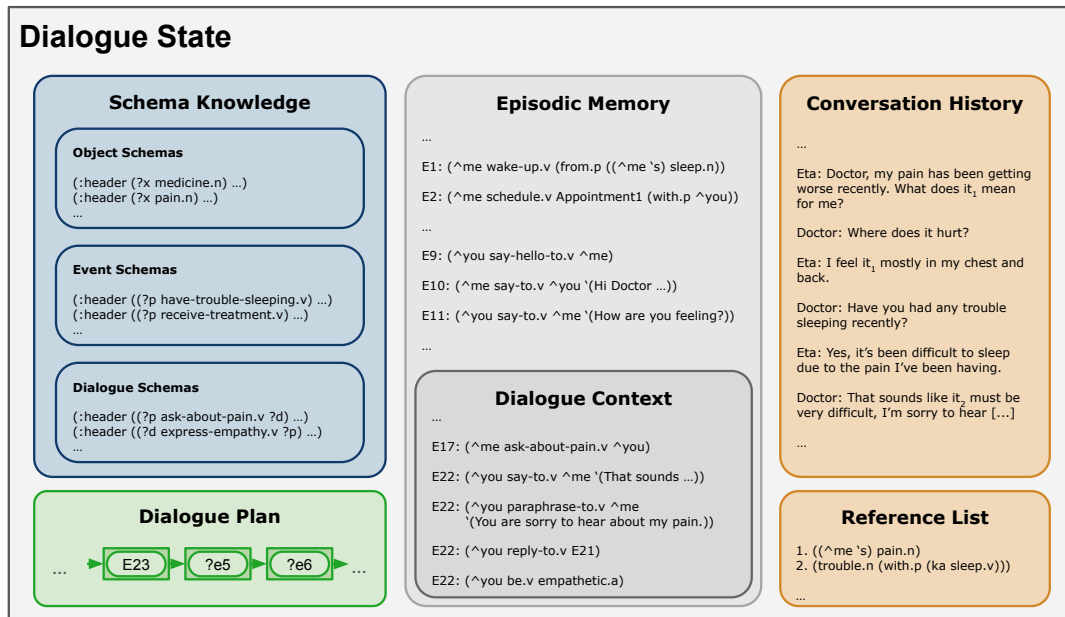 Dialogue State
Schema Knowledge
Object Schemas
(:header (?x medicine.n) …)
(:header (?x pain.n) …)
…
Event Schemas
(:header ((?p have-trouble-sleeping.v) …)
(:header ((?p receive-treatment.v) …)
…
Dialogue Schemas
(:header ((?p ask-about-pain.v ?d) …)
(:header ((?d express-empathy.v ?p) …)
…
Dialogue Plan
… E23 ?e5 ?e6 …
Episodic Memory
…
E1: (^me wake-up.v (from.p ((^me ‘s) sleep.n))
E2: (^me schedule.v Appointment1 (with.p ^you))
…
E9: (^you say-hello-to.v ^me)
E10: (^me say-to.v ^you ‘(Hi Doctor …))
E11: (^you say-to.v ^me ‘(How are you feeling?))
…
Dialogue Context
…
E17: (^me ask-about-pain.v ^you)
E22: (^you say-to.v ^me ‘(That sounds …))
E22: (^you paraphrase-to.v ^me
‘(You are sorry to hear about my pain.))
E22: (^you reply-to.v E21)
E22: (^you be.v empathetic.a)
Conversation History
…
Eta: Doctor, my pain has been getting
worse recently. What does it₁ mean
for me?
Doctor: Where does it hurt?
Eta: I feel it₁ mostly in my chest and
back.
Doctor: Have you had any trouble
sleeping recently?
Eta: Yes, it’s been difficult to sleep
due to the pain I’ve been having.
Doctor: That sounds like it₂ must be
very difficult, I’m sorry to hear [...]
…
Reference List
1. ((^me ‘s) pain.n)
2. (trouble.n (with.p (ka sleep.v)))
…